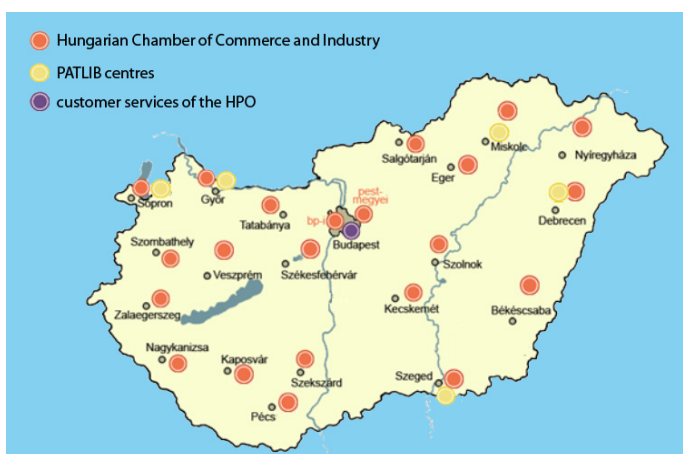 Hungarian Chamber of Commerce and Industry
PATLIB centres
customer services of the HPO
Miskolc
Salgótarján
Nyíregyháza
Eger
Sopron
Győr
pest-
megyei
Debrecen
Tatabánya
bp-i
Budapest
Szombathely
Veszprém
Székesfehérvár
Szolnok
Zalaegerszeg
Kecskemét
Békéscsaba
Nagykanizsa
Kaposvár
Szekszárd
Szeged
Pécs